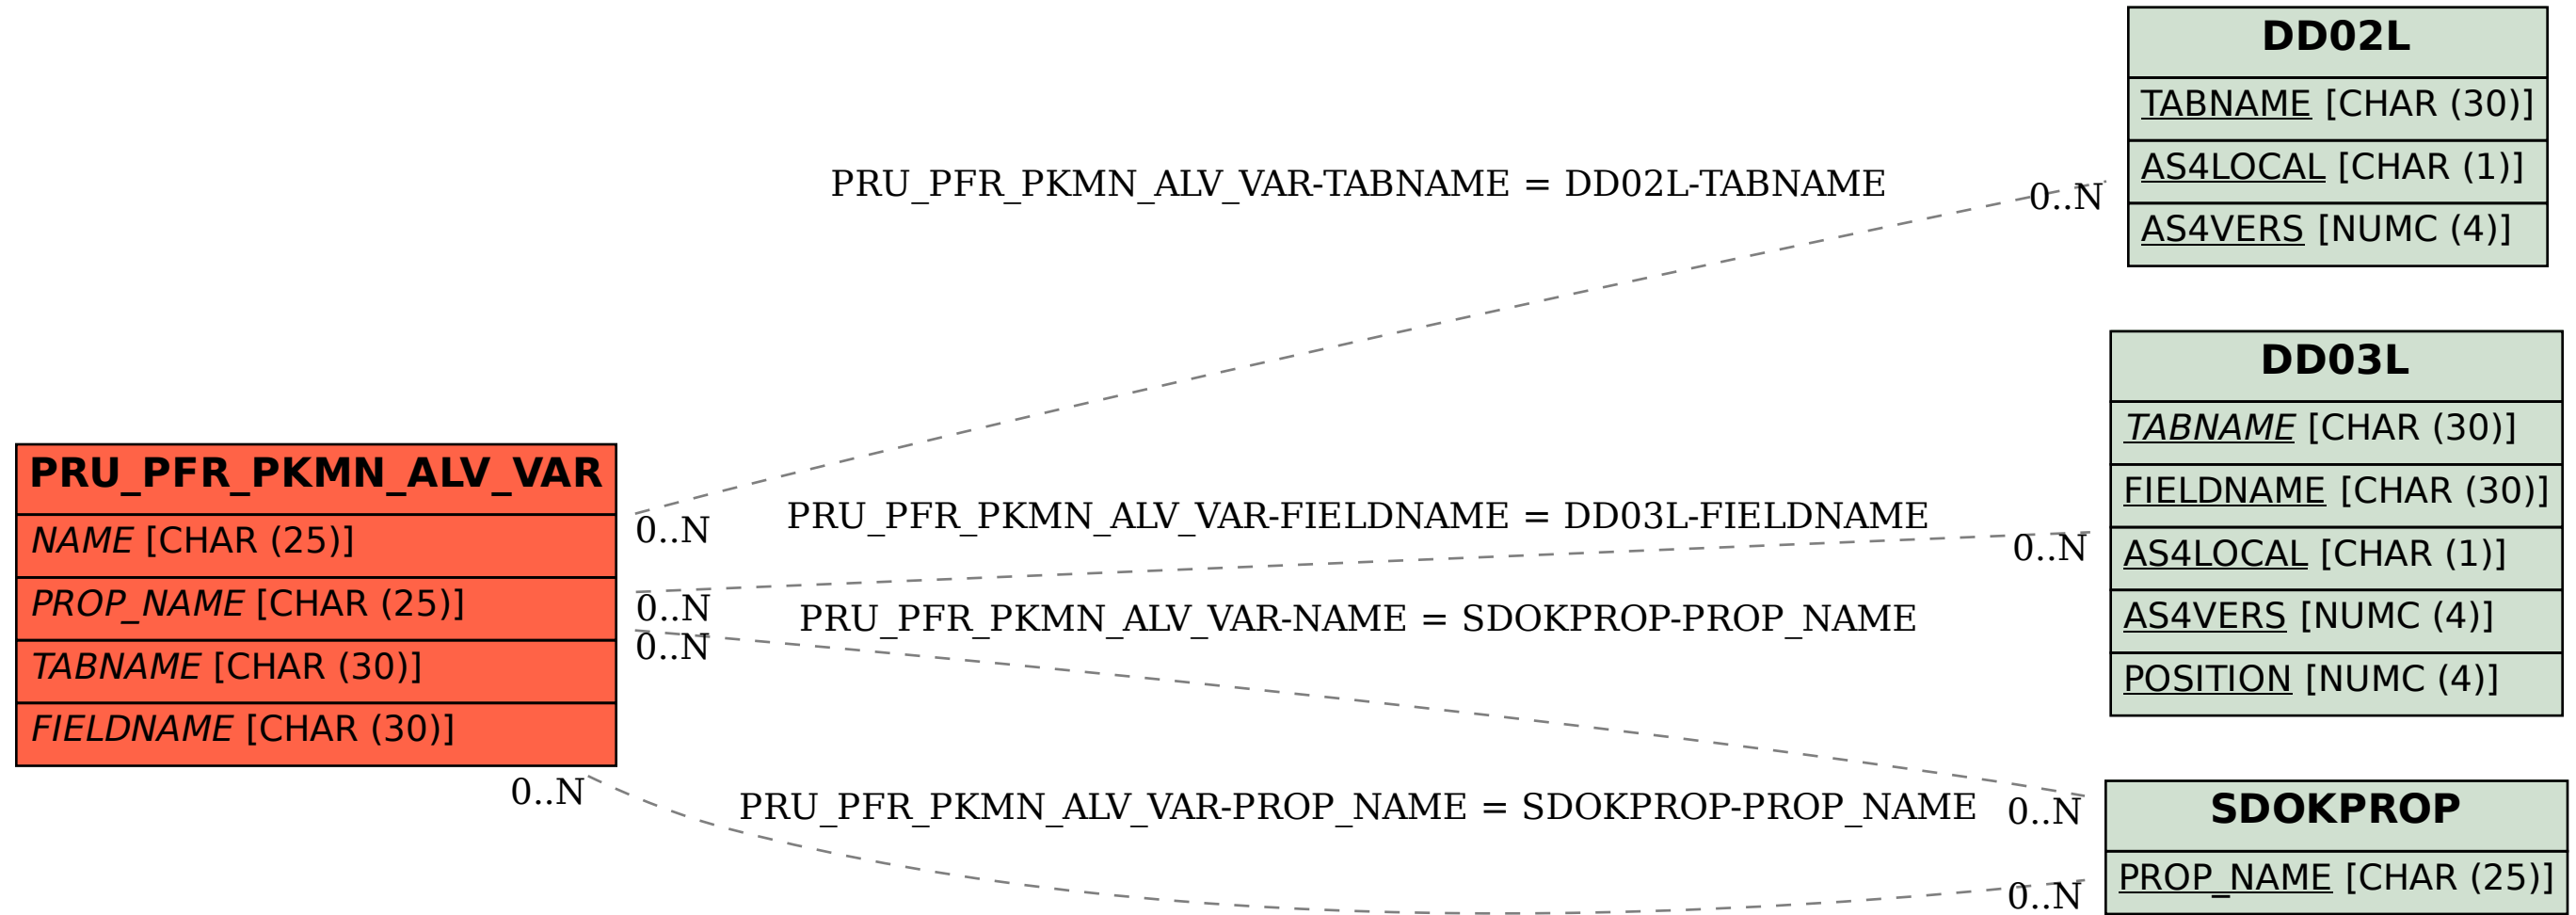 DD02L
TABNAME [CHAR (30)]
AS4LOCAL [CHAR (1)]
AS4VERS [NUMC (4)]
PRU_PFR_PKMN_ALV_VAR-TABNAME = DD02L-TABNAME
0..N
DD03L
TABNAME [CHAR (30)]
FIELDNAME [CHAR (30)]
AS4LOCAL [CHAR (1)]
AS4VERS [NUMC (4)]
POSITION [NUMC (4)]
PRU_PFR_PKMN_ALV_VAR
NAME [CHAR (25)]
PROP_NAME [CHAR (25)]
TABNAME [CHAR (30)]
FIELDNAME [CHAR (30)]
0..N
PRU_PFR_PKMN_ALV_VAR-FIELDNAME = DD03L-FIELDNAME
0..N
0..N
PRU_PFR_PKMN_ALV_VAR-NAME = SDOKPROP-PROP_NAME
0..N
0..N
PRU_PFR_PKMN_ALV_VAR-PROP_NAME = SDOKPROP-PROP_NAME
0..N
0..N
SDOKPROP
PROP_NAME [CHAR (25)]